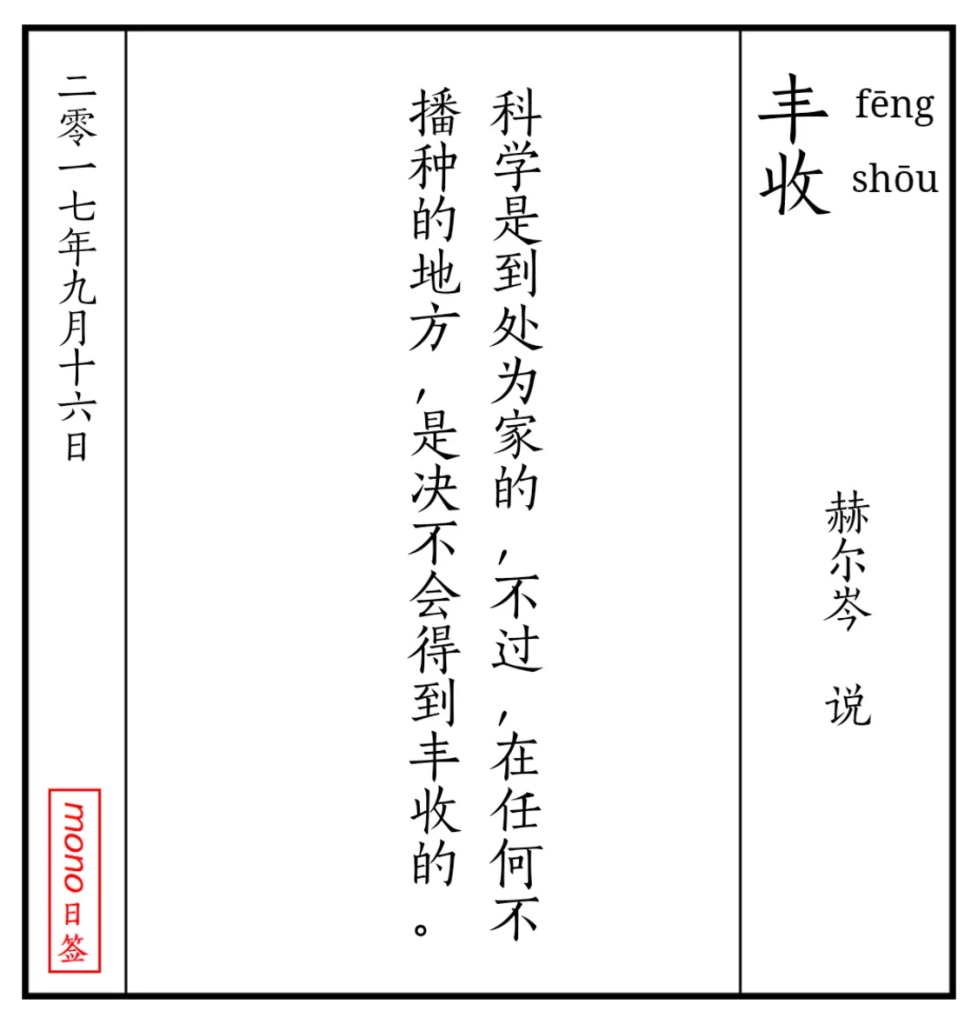 丰收
fēng
shōu
赫尔岑 说
科学是到处为家的，不过，在任何不
播种的地方，是决不会得到丰收的。
二零一七年九月十六日
mono日签